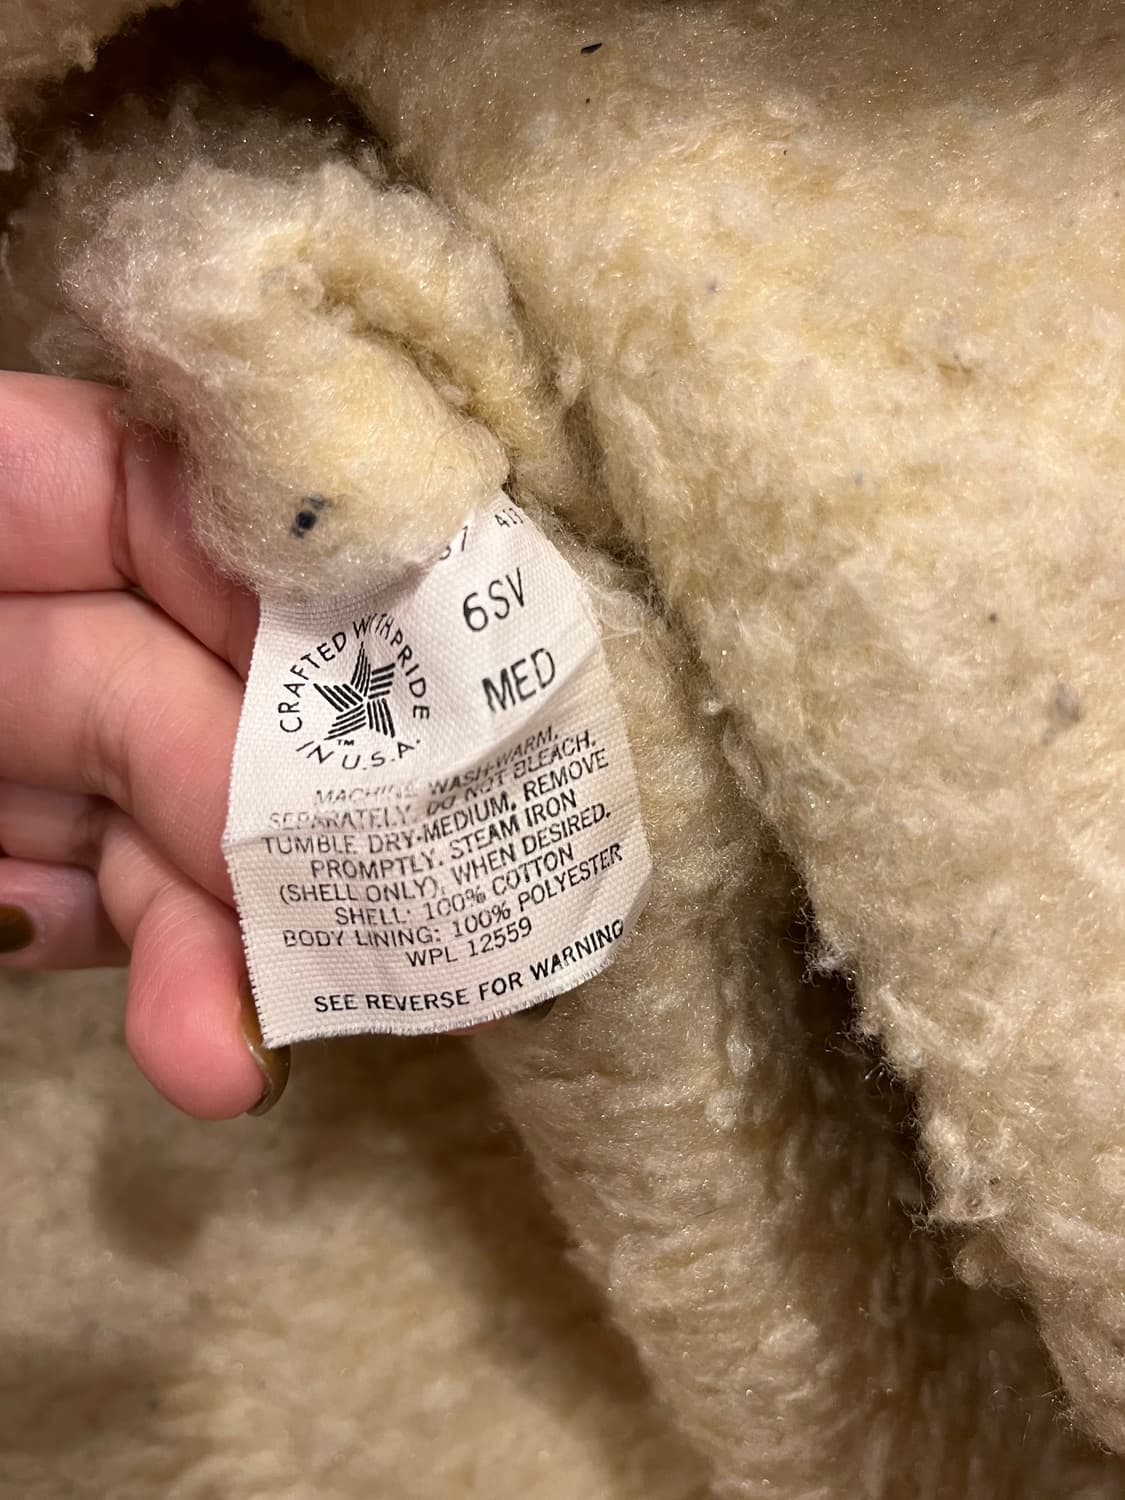 37 413
6SV
MED
CRAFTED WITH PRIDE
IN U.S.A.
TM
MACHINE WASH-WARM,
SEPARATELY. DO NOT BLEACH.
TUMBLE DRY-MEDIUM, REMOVE
PROMPTLY. STEAM IRON
(SHELL ONLY), WHEN DESIRED.
SHELL: 100% COTTON
BODY LINING: 100% POLYESTER
WPL 12559
SEE REVERSE FOR WARNING